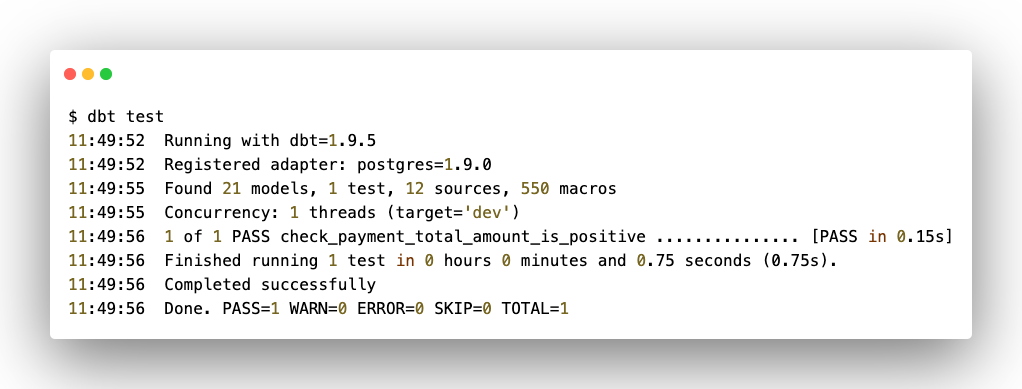 $ dbt test
11:49:52  Running with dbt=1.9.5
11:49:52  Registered adapter: postgres=1.9.0
11:49:55  Found 21 models, 1 test, 12 sources, 550 macros
11:49:55  Concurrency: 1 threads (target='dev')
11:49:56  1 of 1 PASS check_payment_total_amount_is_positive ............... [PASS in 0.15s]
11:49:56  Finished running 1 test in 0 hours 0 minutes and 0.75 seconds (0.75s).
11:49:56  Completed successfully
11:49:56  Done. PASS=1 WARN=0 ERROR=0 SKIP=0 TOTAL=1